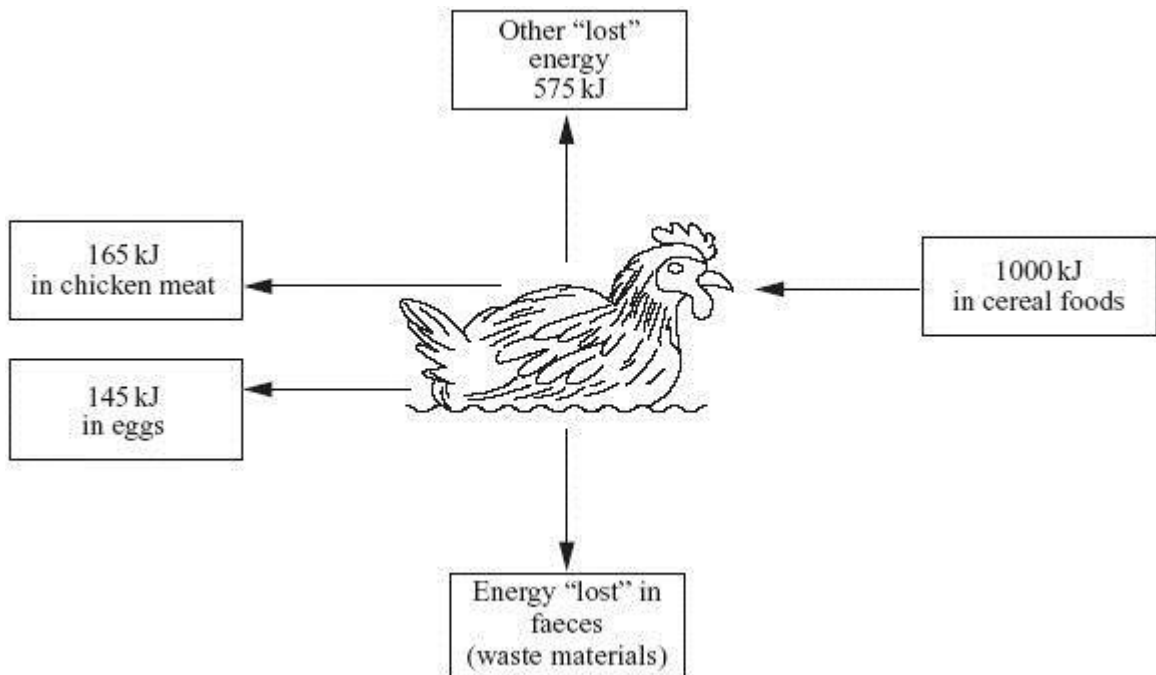 Other “lost”
energy
575 kJ
165 kJ
in chicken meat
1000 kJ
in cereal foods
145 kJ
in eggs
Energy “lost” in
faeces
(waste materials)